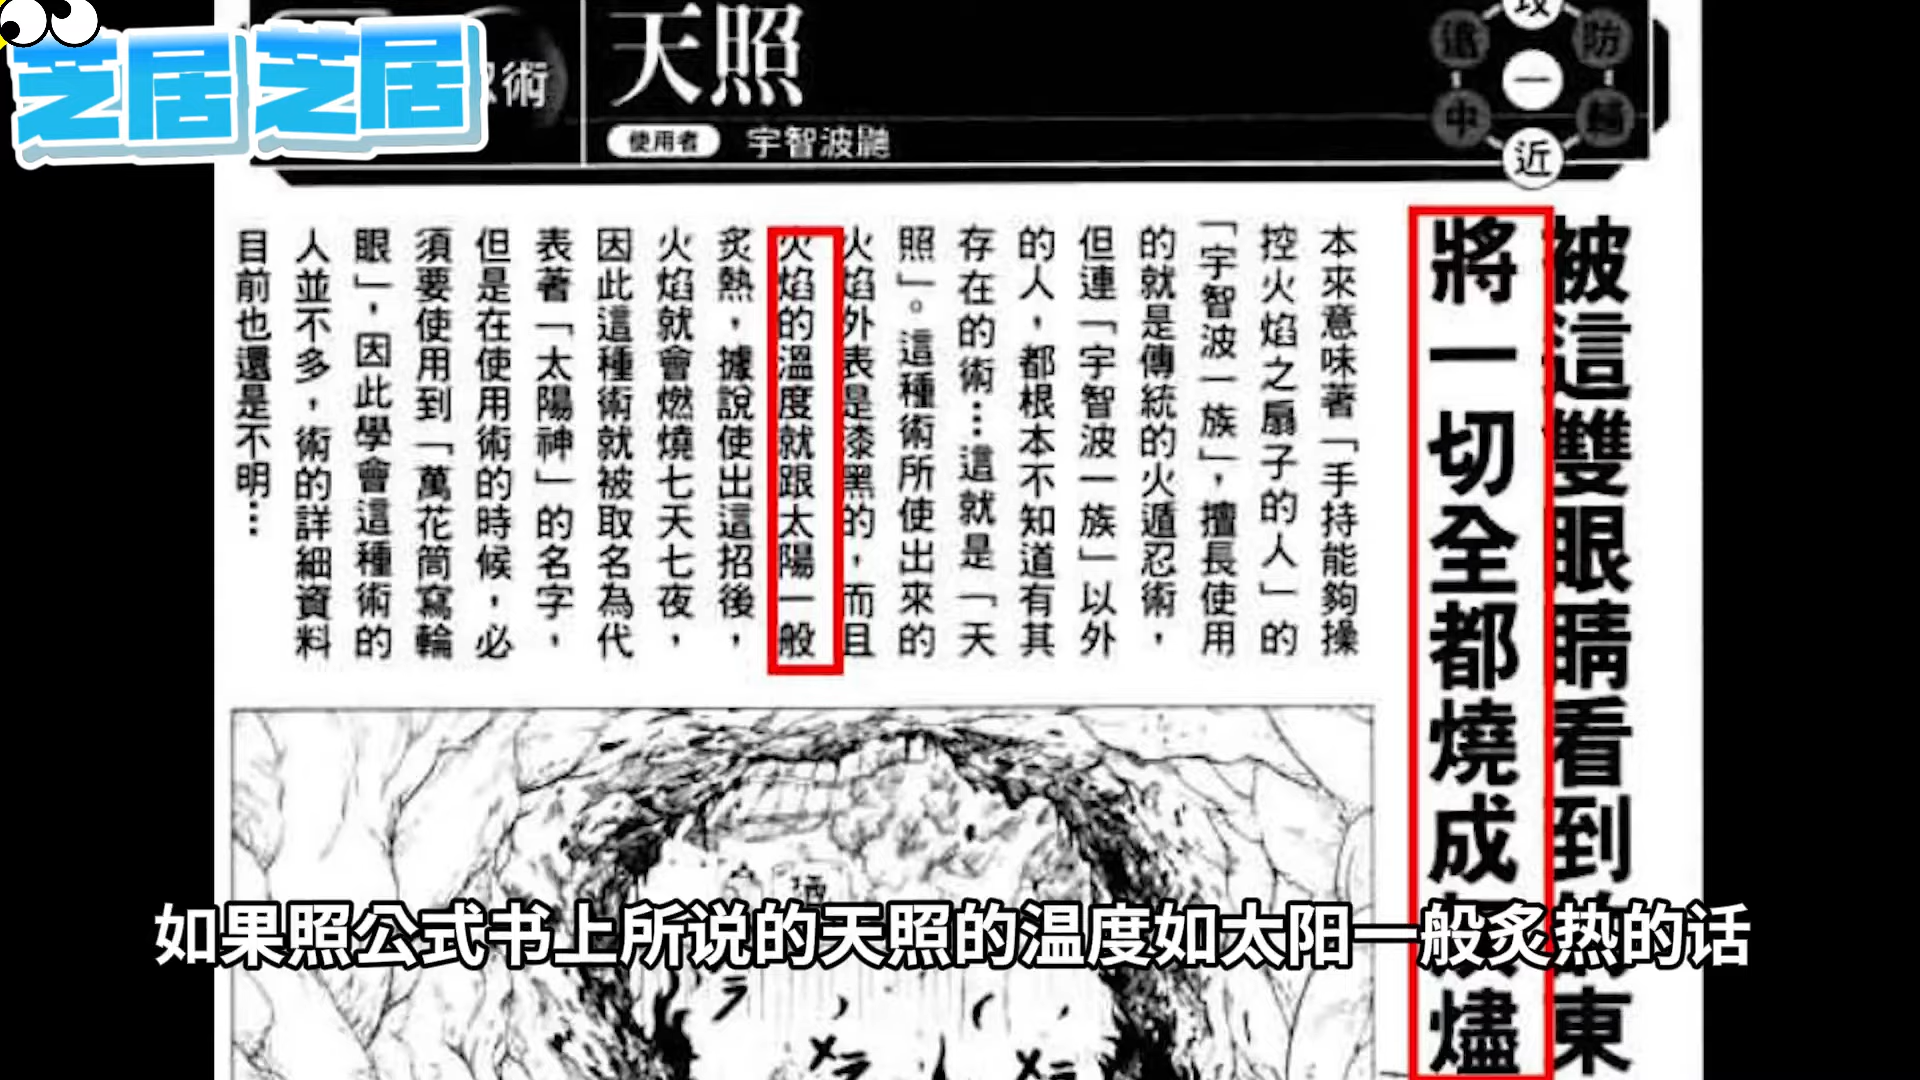 芝居芝居
忍術
天照
使用者 宇智波鼬
攻
防
一
中
近
被這雙眼睛看到的東
將一切全都燒成灰燼
本來意味著「手持能夠操
控火焰之扇子的人」的
「宇智波一族」,擅長使用
的就是傳統的火遁忍術,
但連「宇智波一族」以外
的人,都根本不知道有其
存在的術…這就是「天
照」。這種術所使出來的
火焰外表是漆黑的,而且
火焰的溫度就跟太陽一般
炙熱,據說使出這招後,
火焰就會燃燒七天七夜,
因此這種術就被取名為代
表著「太陽神」的名字,
但是在使用術的時候,必
須要使用到「萬花筒寫輪
眼」,因此學會這種術的
人並不多,術的詳細資料
目前也還是不明…
如果照公式书上所说的天照的温度如太阳一般炙热的话
ラ
メラ
メラ